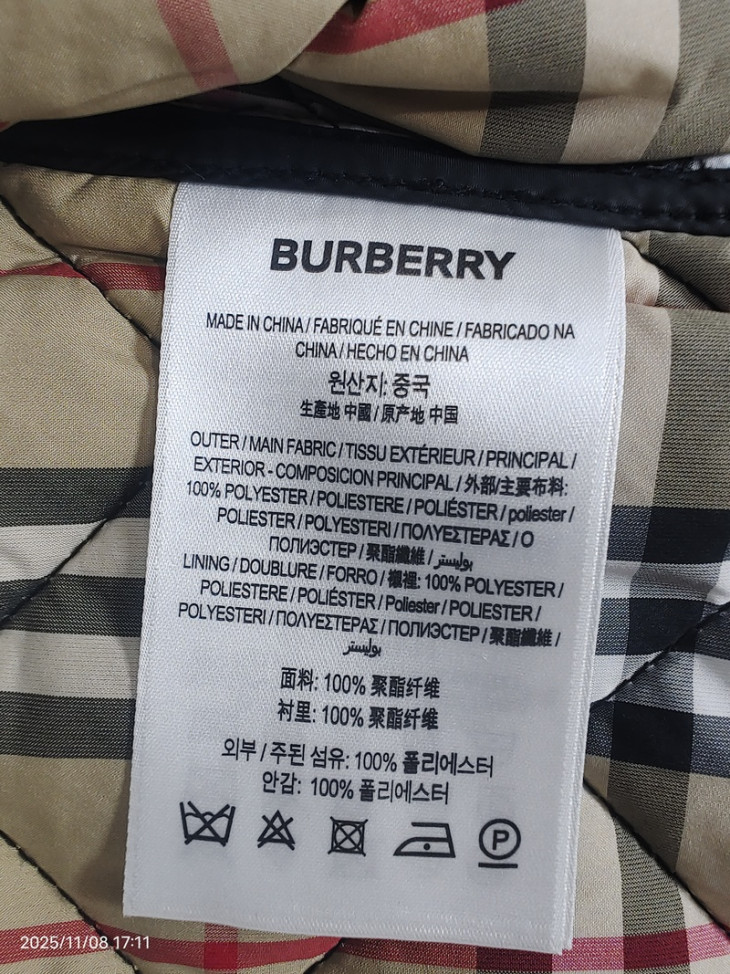 BURBERRY
MADE IN CHINA / FABRIQUÉ EN CHINE / FABRICADO NA
CHINA / HECHO EN CHINA
원산지: 중국
生產地 中國 / 原产地 中国
OUTER / MAIN FABRIC / TISSU EXTÉRIEUR / PRINCIPAL /
EXTERIOR - COMPOSICION PRINCIPAL / 外部/主要布料:
100% POLYESTER / POLIESTERE / POLIÉSTER / poliester /
POLIESTER / POLYESTERI / ΠΟΛΥΕΣΤΕΡΑΣ / O
ПОЛИЭСТЕР / 聚酯纖維 / بوليستر
LINING / DOUBLURE / FORRO / 襯裡: 100% POLYESTER /
POLIESTERE / POLIÉSTER / Poliester / POLIESTER /
POLYESTERI / ΠΟΛΥΕΣΤΕΡΑΣ / ПОЛИЭСТЕР / 聚酯纖維 /
بوليستر
面料: 100% 聚酯纤维
衬里: 100% 聚酯纤维
외부 / 주된 섬유: 100% 폴리에스터
안감: 100% 폴리에스터
P
2025/11/08 17:11